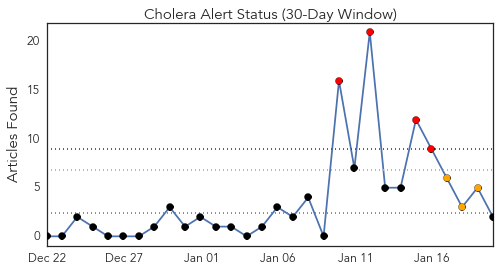 Cholera Alert Status (30-Day Window)
Articles Found
20
15
10
5
0
Dec 22 Dec 27 Jan 01 Jan 06 Jan 11 Jan 16